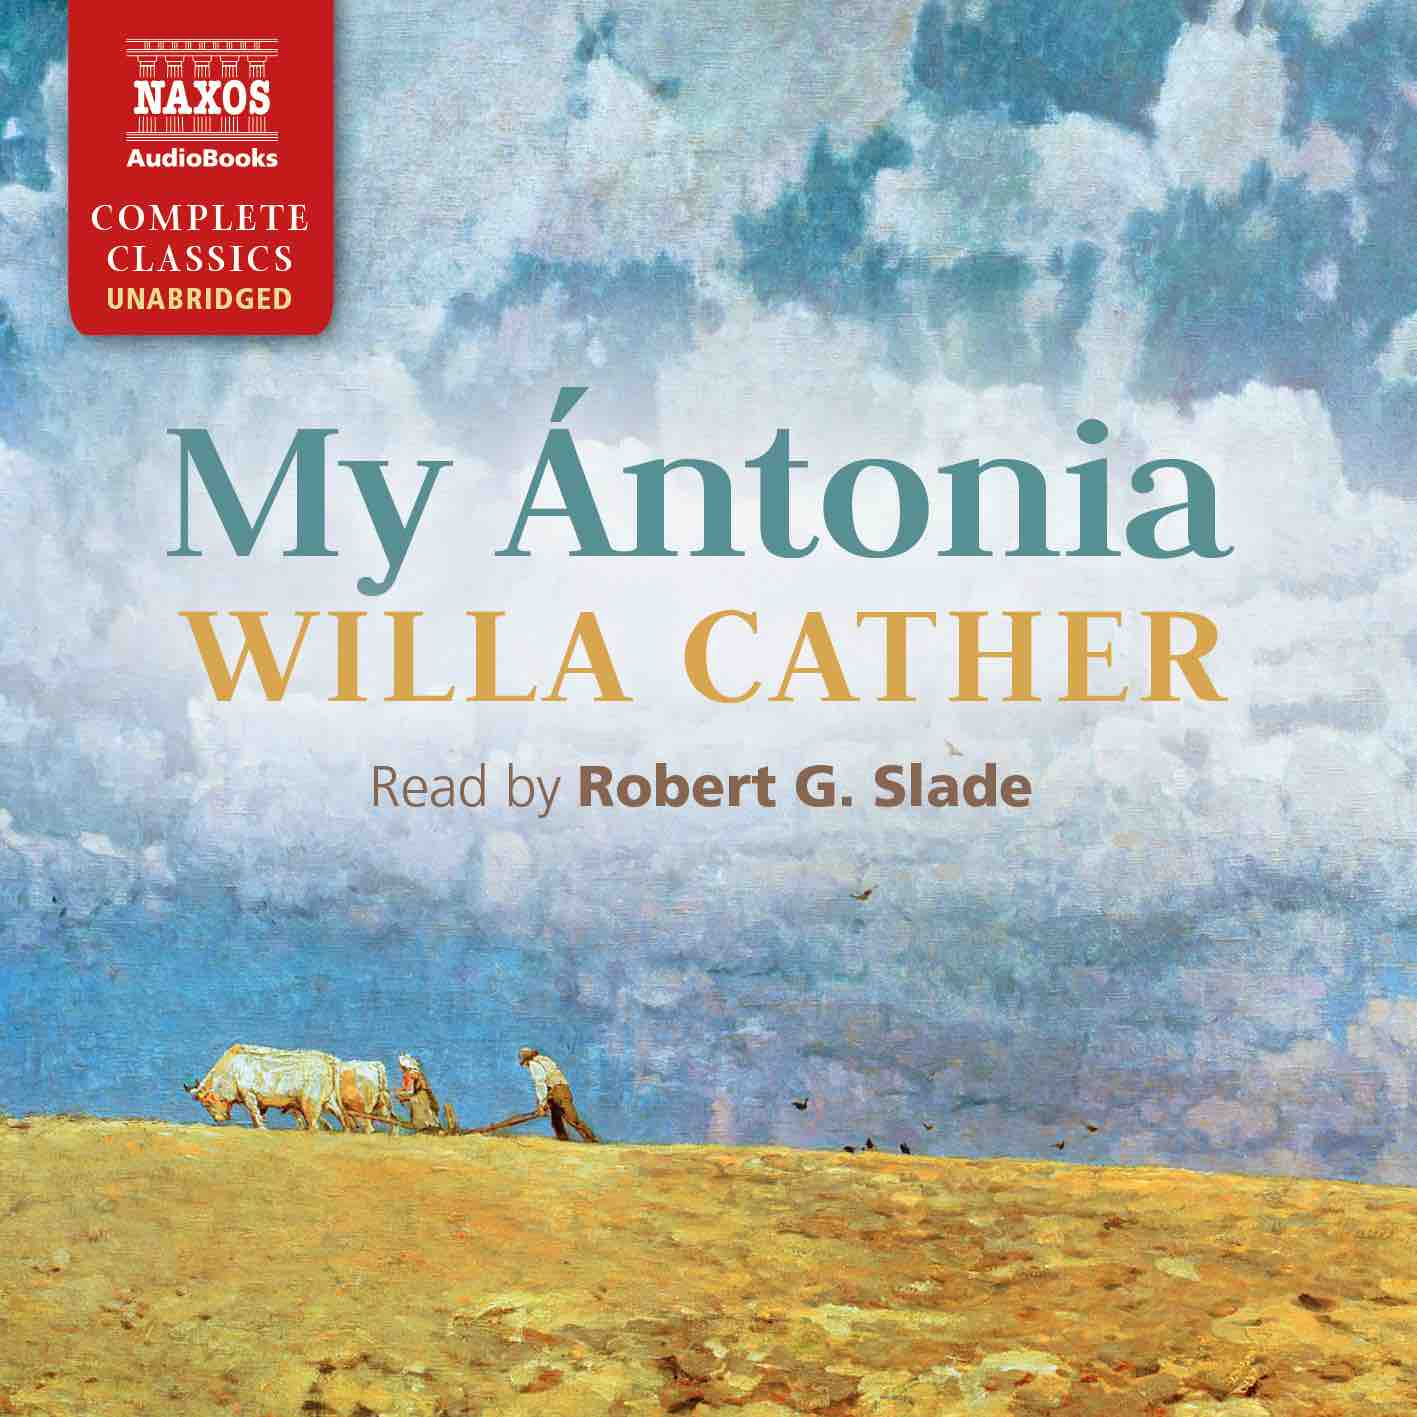 NAXOS
AudioBooks
COMPLETE
CLASSICS
UNABRIDGED
My Ántonia
WILLA CATHER
Read by Robert G. Slade